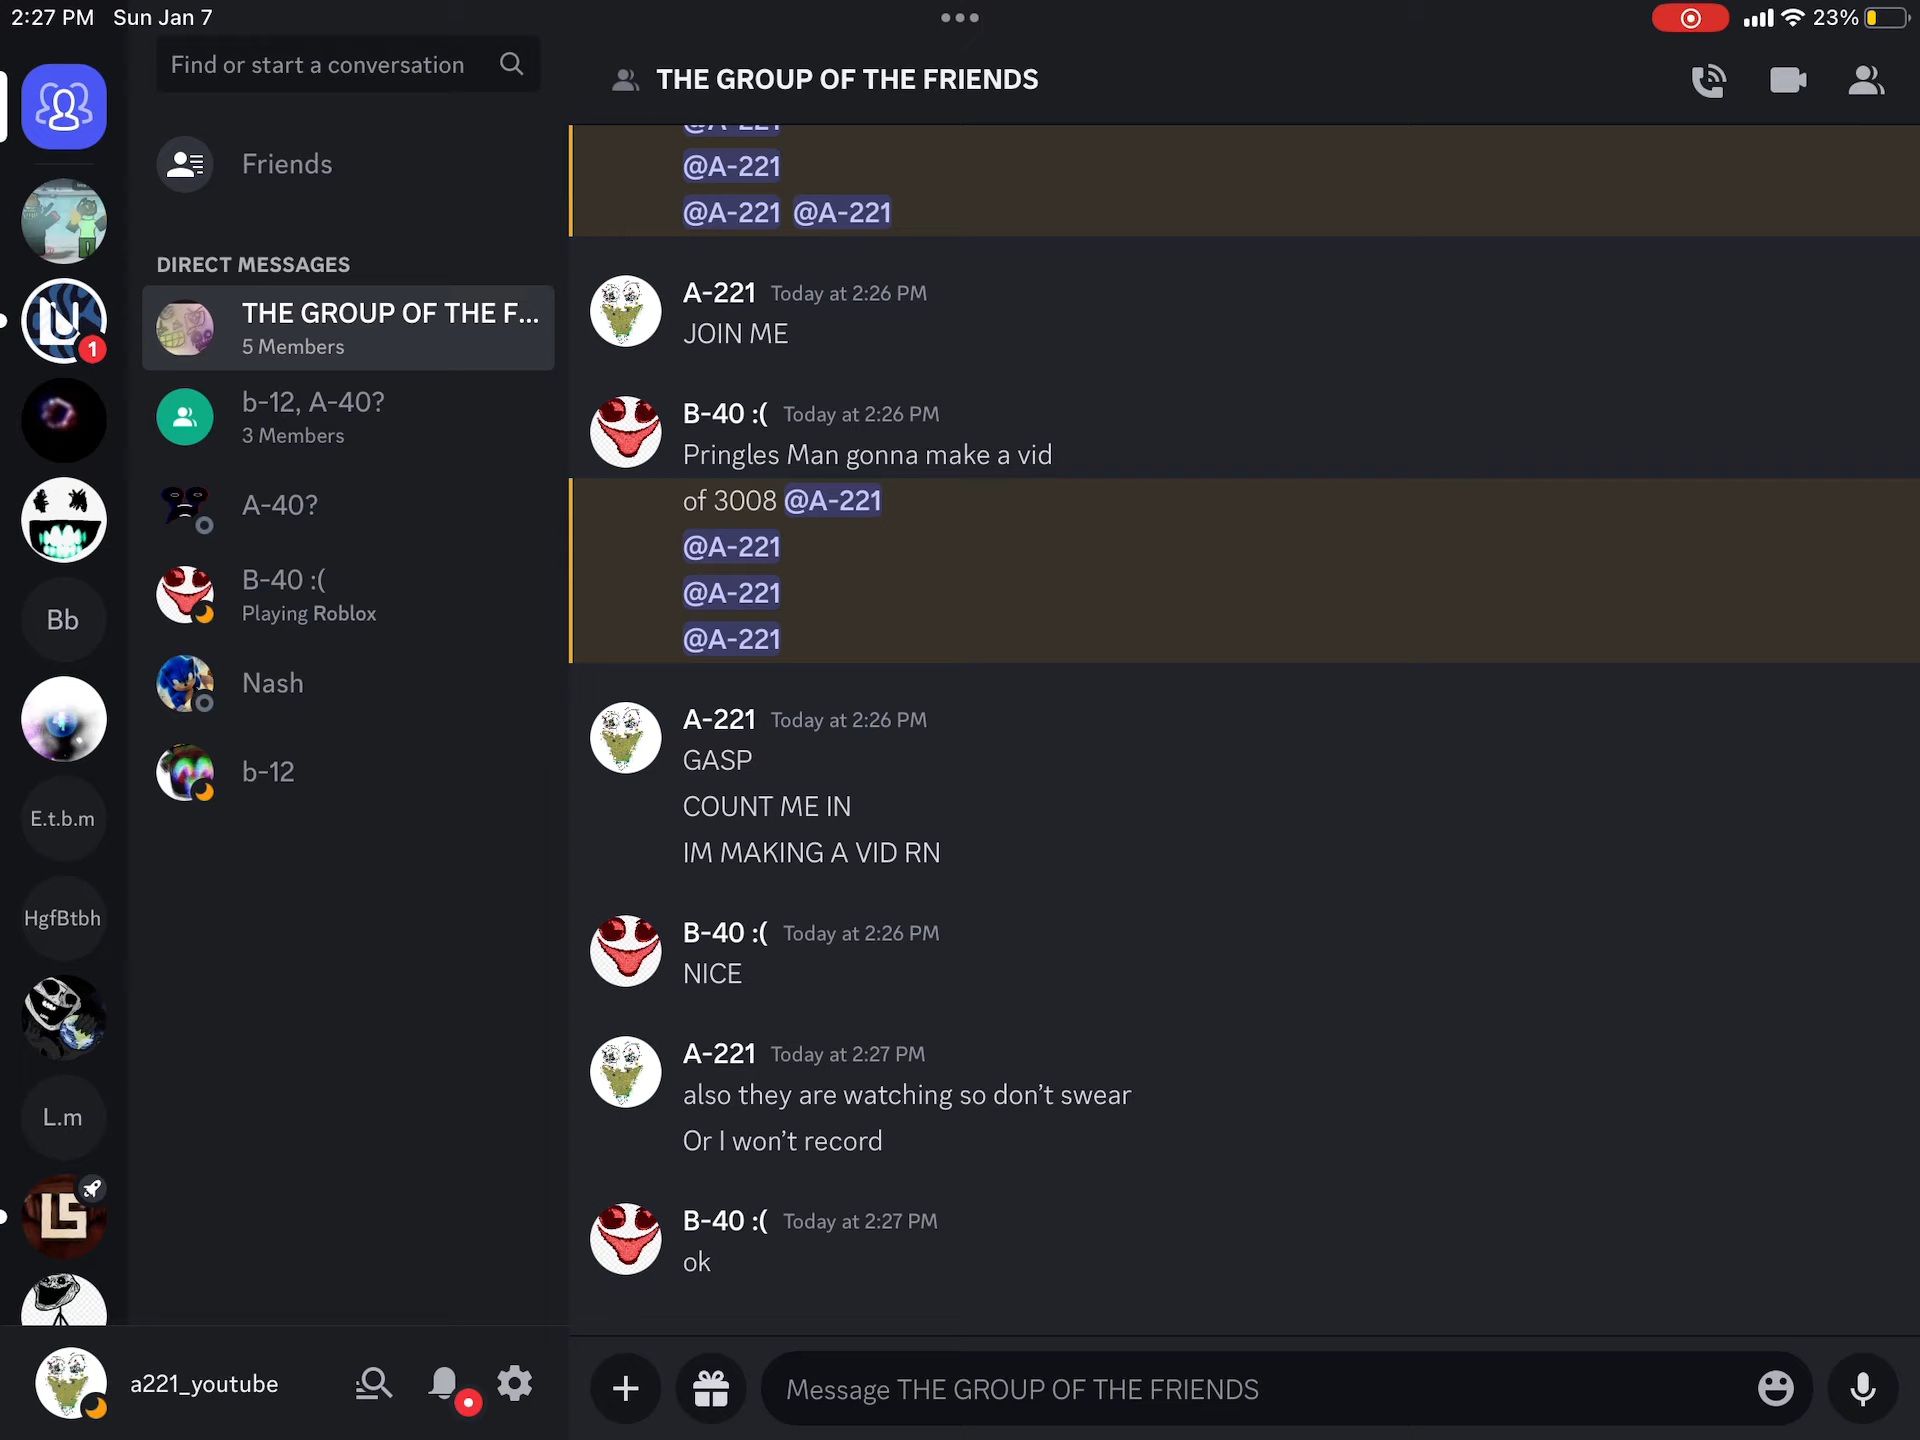 2:27 PM Sun Jan 7
23%
Find or start a conversation
Friends
DIRECT MESSAGES
THE GROUP OF THE F...
5 Members
b-12, A-40?
3 Members
A-40?
B-40 :(
Playing Roblox
Nash
b-12
1
Bb
E.t.b.m
HgfBtbh
L.m
LS
a221_youtube
THE GROUP OF THE FRIENDS
@A-221
@A-221
@A-221 @A-221
A-221 Today at 2:26 PM
JOIN ME
B-40 :( Today at 2:26 PM
Pringles Man gonna make a vid
of 3008 @A-221
@A-221
@A-221
@A-221
A-221 Today at 2:26 PM
GASP
COUNT ME IN
IM MAKING A VID RN
B-40 :( Today at 2:26 PM
NICE
A-221 Today at 2:27 PM
also they are watching so don’t swear
Or I won’t record
B-40 :( Today at 2:27 PM
ok
Message THE GROUP OF THE FRIENDS